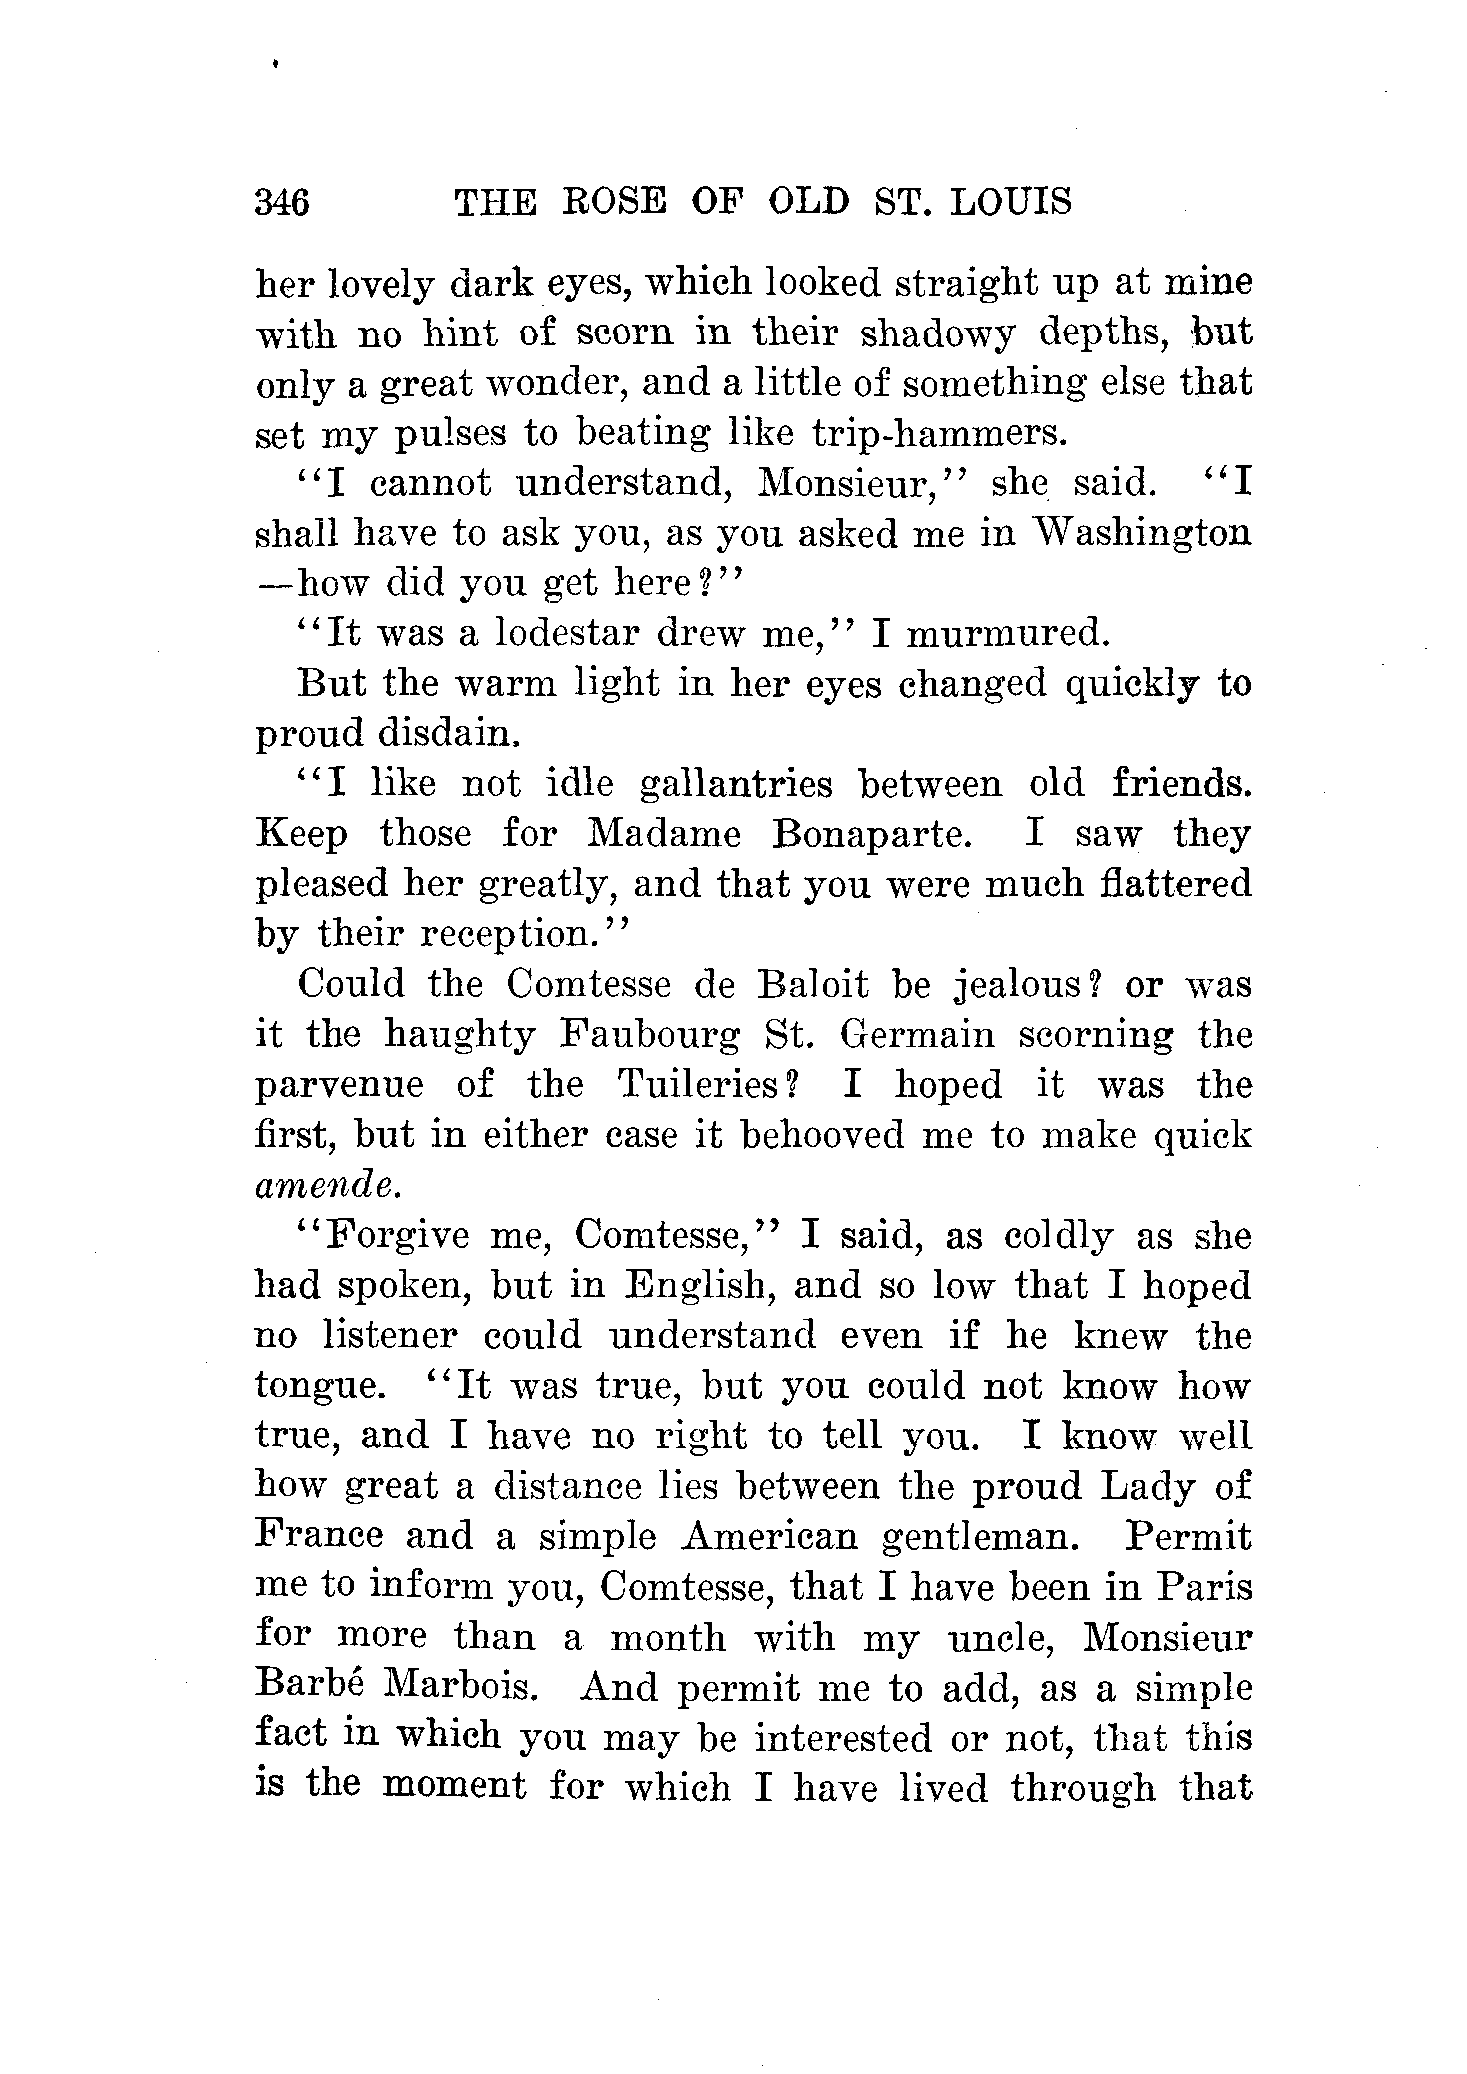 346 THE ROSE OF OLD ST. LOUIS
her lovely dark eyes, which looked straight up at mine
with no hint of scorn in their shadowy depths, but
only a great wonder, and a little of something else that
set my pulses to beating like trip-hammers.
"I cannot understand, Monsieur," she said. "I
shall have to ask you, as you asked me in Washington
—how did you get here?"
"It was a lodestar drew me," I murmured.
But the warm light in her eyes changed quickly to
proud disdain.
"I like not idle gallantries between old friends.
Keep those for Madame Bonaparte. I saw they
pleased her greatly, and that you were much flattered
by their reception."
Could the Comtesse de Baloit be jealous? or was
it the haughty Faubourg St. Germain scorning the
parvenue of the Tuileries? I hoped it was the
first, but in either case it behooved me to make quick
amende.
"Forgive me, Comtesse," I said, as coldly as she
had spoken, but in English, and so low that I hoped
no listener could understand even if he knew the
tongue. "It was true, but you could not know how
true, and I have no right to tell you. I know well
how great a distance lies between the proud Lady of
France and a simple American gentleman. Permit
me to inform you, Comtesse, that I have been in Paris
for more than a month with my uncle, Monsieur
Barbé Marbois. And permit me to add, as a simple
fact in which you may be interested or not, that this
is the moment for which I have lived through that